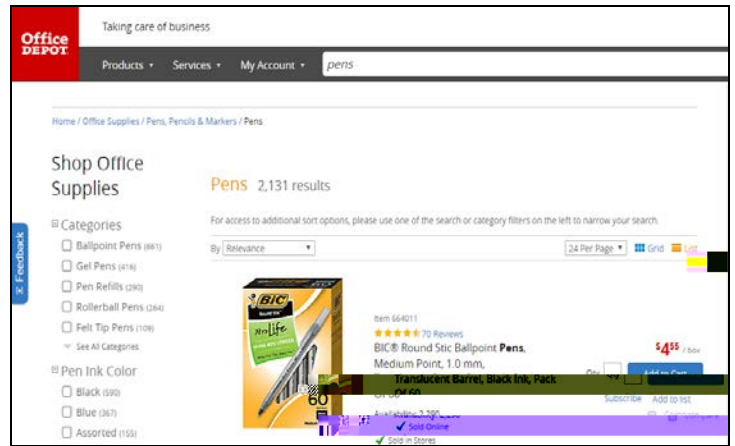 Taking care of business
Office
DEPOT
Products
Services
My Account
pens
Home / Office Supplies / Pens, Pencils & Markers / Pens
Shop Office
Supplies
Pens 2,131 results
Categories
For access to additional sort options, please use one of the search or category filters on the left to narrow your search.
Ballpoint Pens (661)
By Relevance
24 Per Page
Grid
List
Feedback
Gel Pens (416)
Pen Refills (290)
Rollerball Pens (264)
Felt Tip Pens (109)
See All Categories
Pen Ink Color
Black (590)
Blue (367)
Assorted (155)
BIC
60
Item 664011
70 Reviews
BIC® Round Stic Ballpoint Pens,
Medium Point, 1.0 mm,
Translucent Barrel, Black Ink, Pack
Of 60
$4⁵⁵ / box
Add to Cart
Subscribe
Add to list
Sold Online
Sold in Stores